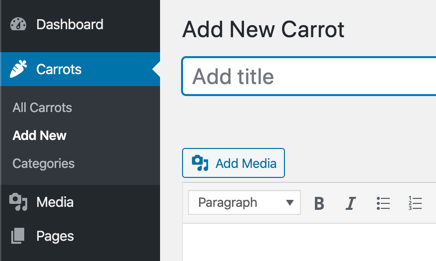 Dashboard
Carrots
All Carrots
Add New
Categories
Media
Pages
Add New Carrot
Add title
Add Media
Paragraph
B I